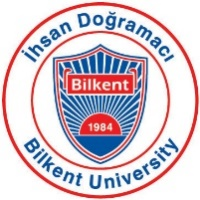 İhsan Doğramacı
Bilkent
1984
Bilkent University